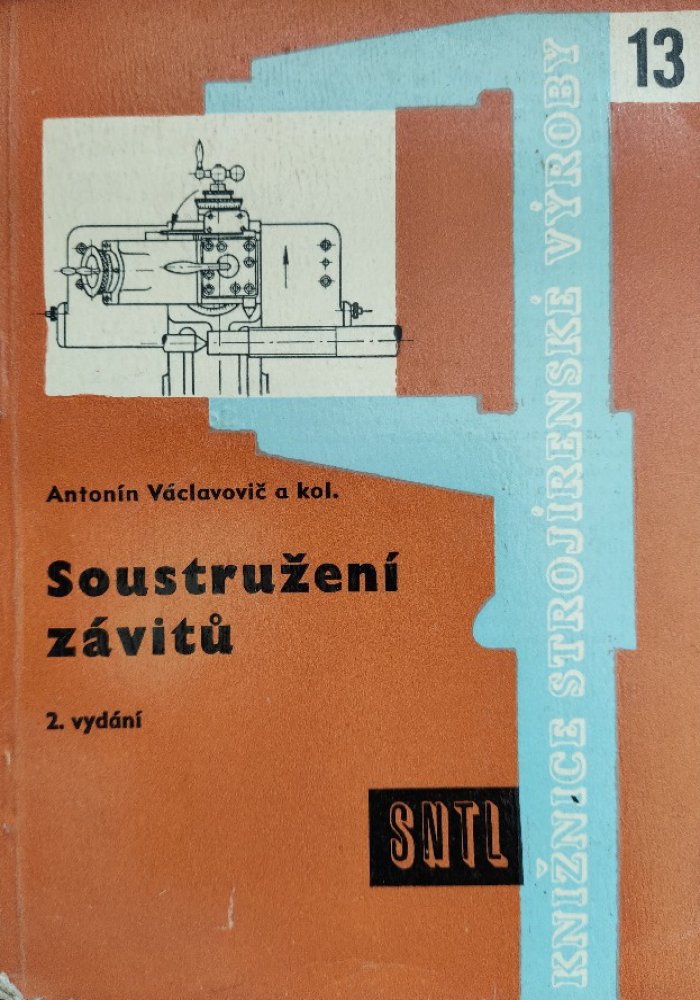 13
KNIŽNICE STROJÍRENSKÉ VÝROBY
Antonín Václavovič a kol.
Soustružení
závitů
2. vydání
SNTL